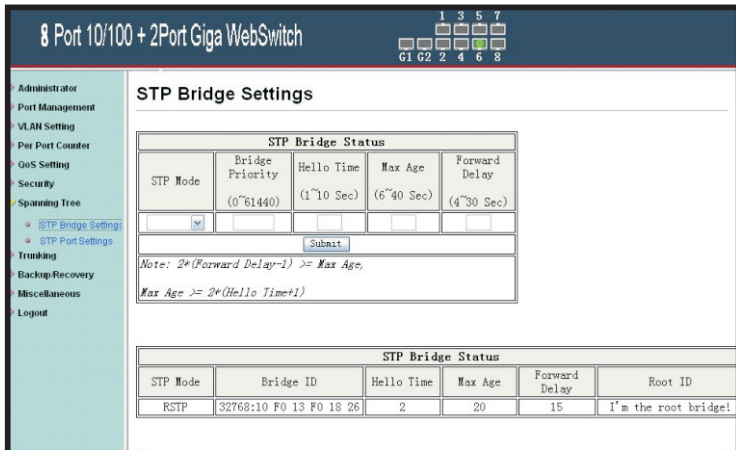 8 Port 10/100 + 2Port Giga WebSwitch
1 3 5 7
G1 G2 2 4 6 8
Administrator
Port Management
VLAN Setting
Per Port Counter
QoS Setting
Security
Spanning Tree
STP Bridge Settings
STP Port Settings
Trunking
Backup/Recovery
Miscellaneous
Logout
STP Bridge Settings
STP Bridge Status
STP Mode
Bridge Priority (0~61440)
Hello Time (1~10 Sec)
Max Age (6~40 Sec)
Forward Delay (4~30 Sec)
Submit
Note: 2*(Forward Delay-1) >= Max Age,
Max Age >= 2*(Hello Time+1)
STP Bridge Status
STP Mode Bridge ID Hello Time Max Age Forward Delay Root ID
RSTP 32768:10 F0 13 F0 18 26 2 20 15 I'm the root bridge!